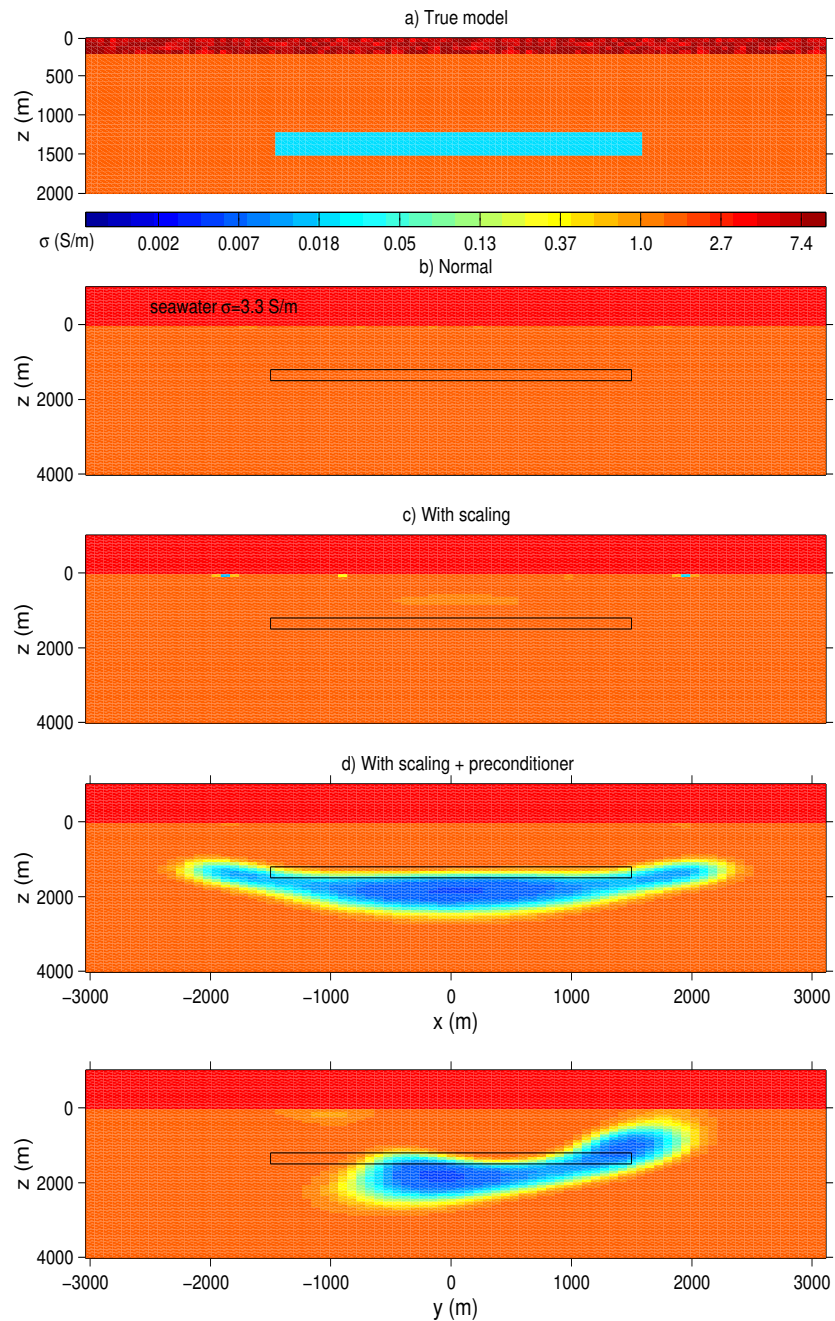 a) True model
0
500
1000
1500
2000
z (m)
σ (S/m) 0.002 0.007 0.018 0.05 0.13 0.37 1.0 2.7 7.4
b) Normal
seawater σ=3.3 S/m
0
2000
4000
z (m)
c) With scaling
0
2000
4000
z (m)
d) With scaling + preconditioner
0
2000
4000
z (m)
−3000 −2000 −1000 0 1000 2000 3000
x (m)
0
2000
4000
z (m)
−3000 −2000 −1000 0 1000 2000 3000
y (m)